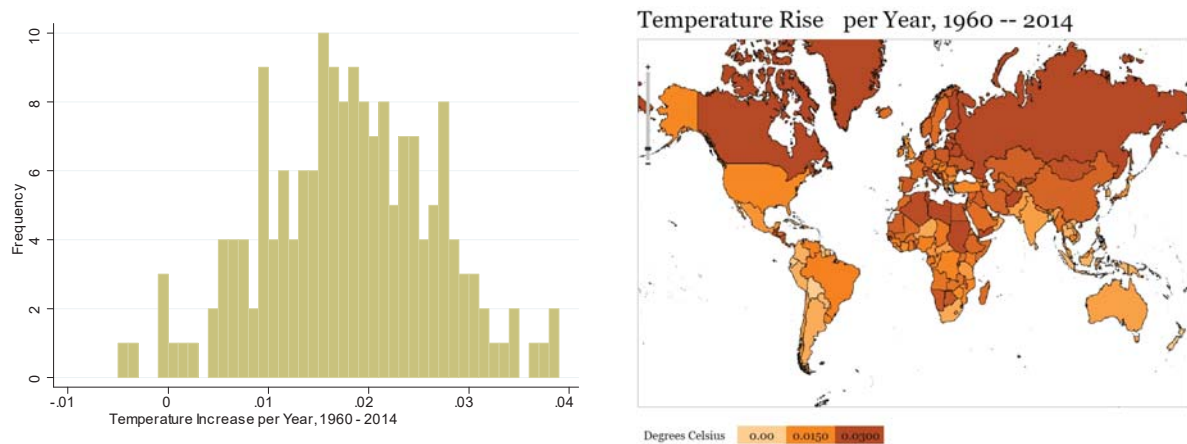 10
8
6
4
2
0
Frequency
-.01 0 .01 .02 .03 .04
Temperature Increase per Year, 1960 - 2014
Temperature Rise per Year, 1960 -- 2014
+
Degrees Celsius 0.00 0.0150 0.0300